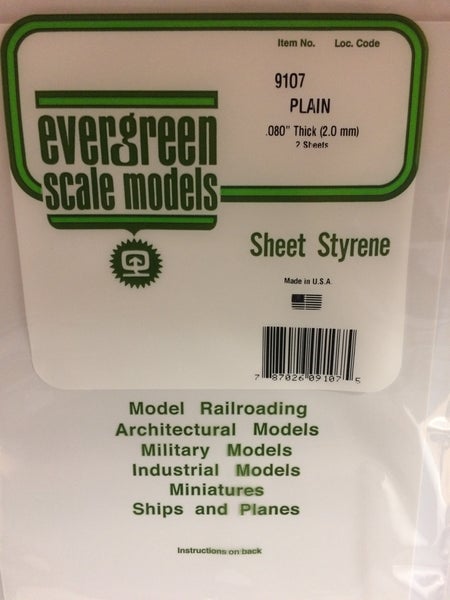 Item No. Loc. Code
9107
PLAIN
.080" Thick (2.0 mm)
2 Sheets
evergreen
scale models
Sheet Styrene
Made in U.S.A.
7 87026 09107 5
Model Railroading
Architectural Models
Military Models
Industrial Models
Miniatures
Ships and Planes
Instructions on back